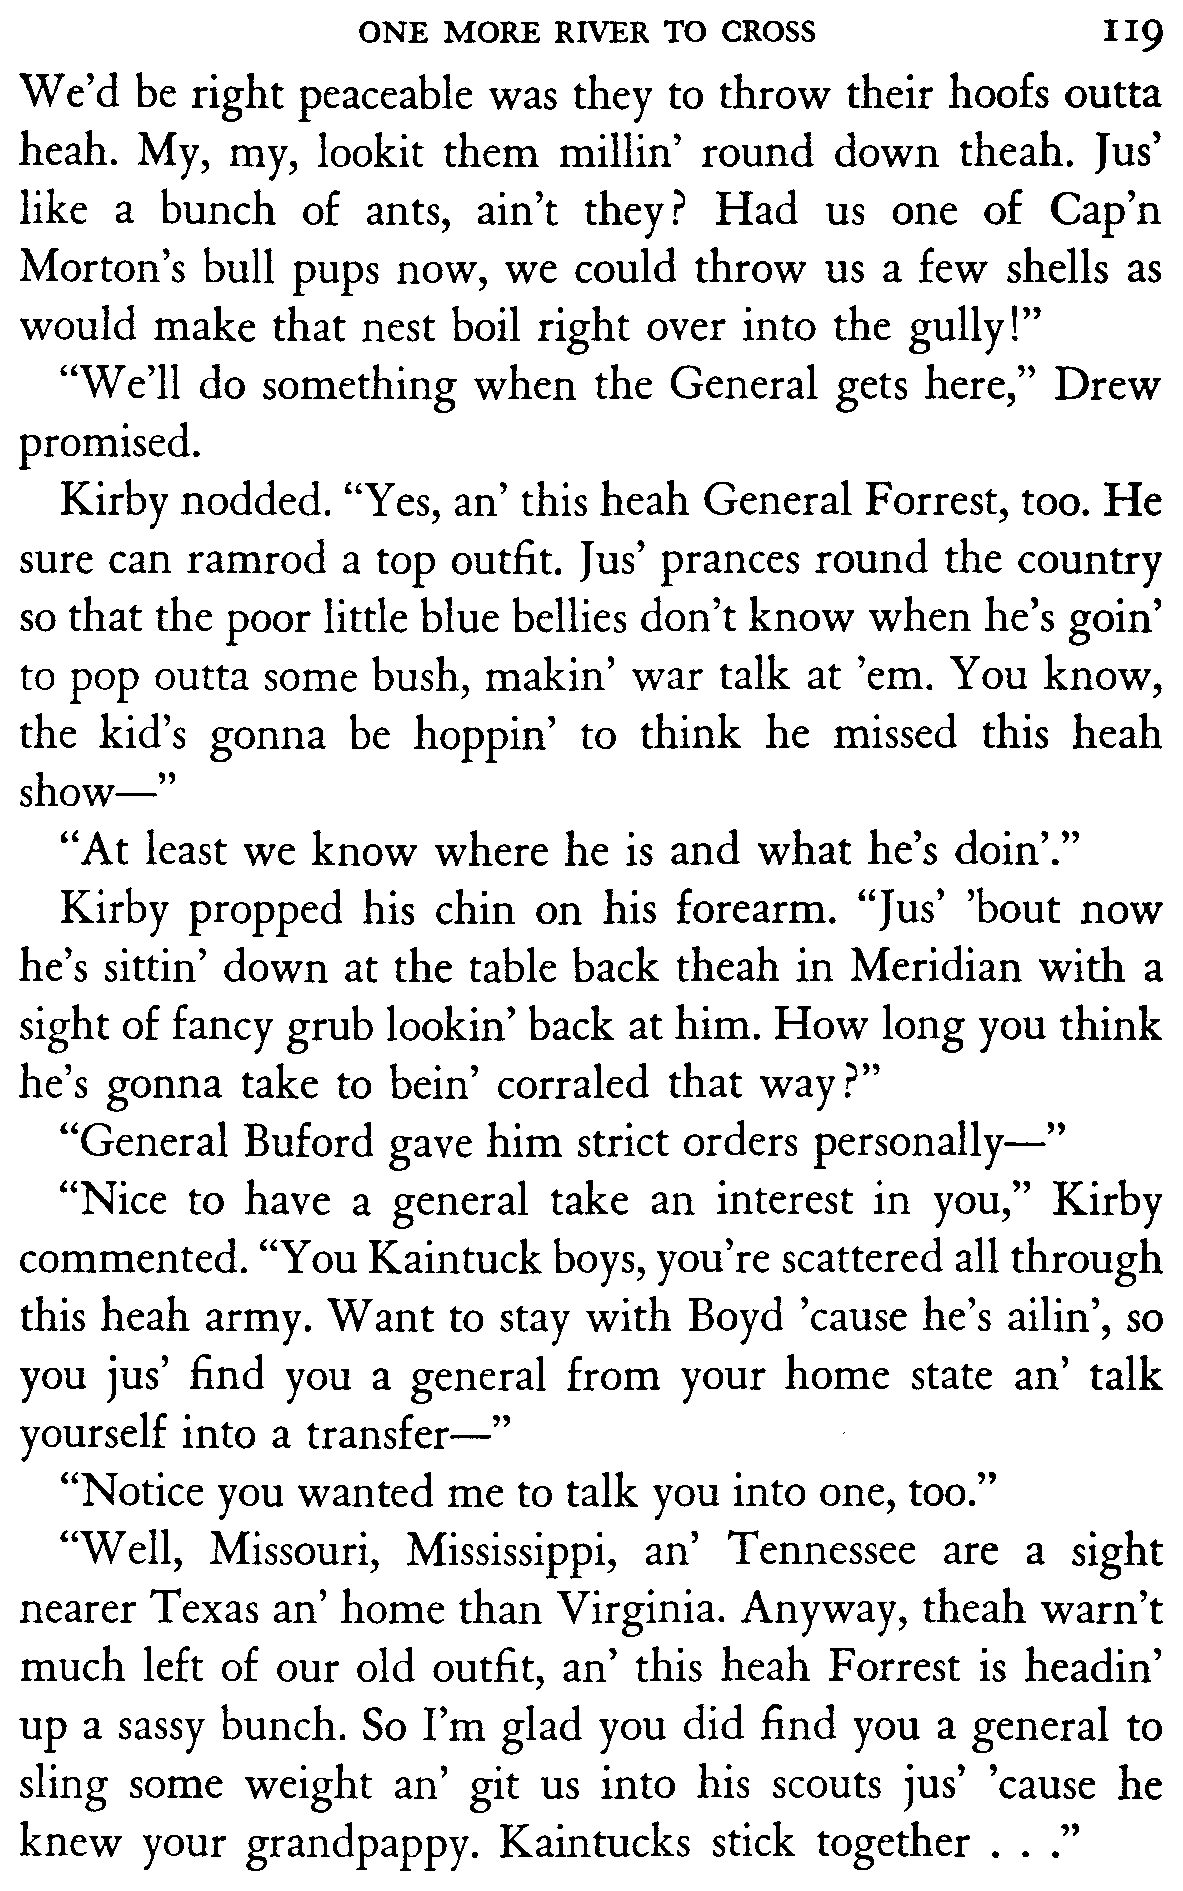 ONE MORE RIVER TO CROSS 119
We’d be right peaceable was they to throw their hoofs outta
heah. My, my, lookit them millin’ round down theah. Jus’
like a bunch of ants, ain’t they? Had us one of Cap’n
Morton’s bull pups now, we could throw us a few shells as
would make that nest boil right over into the gully!”
“We’ll do something when the General gets here,” Drew
promised.
Kirby nodded. “Yes, an’ this heah General Forrest, too. He
sure can ramrod a top outfit. Jus’ prances round the country
so that the poor little blue bellies don’t know when he’s goin’
to pop outta some bush, makin’ war talk at ’em. You know,
the kid’s gonna be hoppin’ to think he missed this heah
show—”
“At least we know where he is and what he’s doin’.”
Kirby propped his chin on his forearm. “Jus’ ’bout now
he’s sittin’ down at the table back theah in Meridian with a
sight of fancy grub lookin’ back at him. How long you think
he’s gonna take to bein’ corraled that way?”
“General Buford gave him strict orders personally—”
“Nice to have a general take an interest in you,” Kirby
commented. “You Kaintuck boys, you’re scattered all through
this heah army. Want to stay with Boyd ’cause he’s ailin’, so
you jus’ find you a general from your home state an’ talk
yourself into a transfer—”
“Notice you wanted me to talk you into one, too.”
“Well, Missouri, Mississippi, an’ Tennessee are a sight
nearer Texas an’ home than Virginia. Anyway, theah warn’t
much left of our old outfit, an’ this heah Forrest is headin’
up a sassy bunch. So I’m glad you did find you a general to
sling some weight an’ git us into his scouts jus’ ’cause he
knew your grandpappy. Kaintucks stick together . . .”